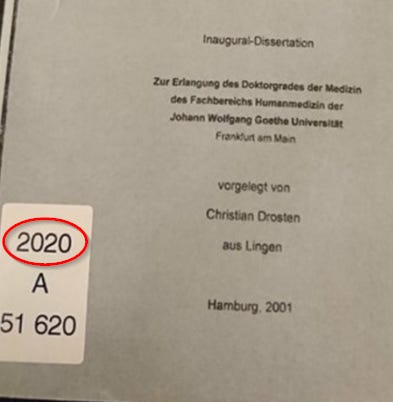 Inaugural-Dissertation
Zur Erlangung des Doktorgrades der Medizin
des Fachbereichs Humanmedizin der
Johann Wolfgang Goethe Universität
Frankfurt am Main
vorgelegt von
Christian Drosten
aus Lingen
Hamburg, 2001
2020
A
51 620